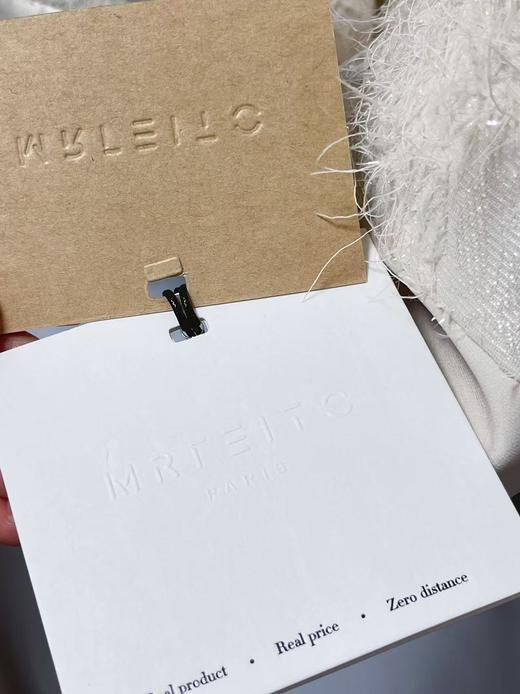 MRTEITO
MRTEITO
PARIS
product • Real price • Zero distance